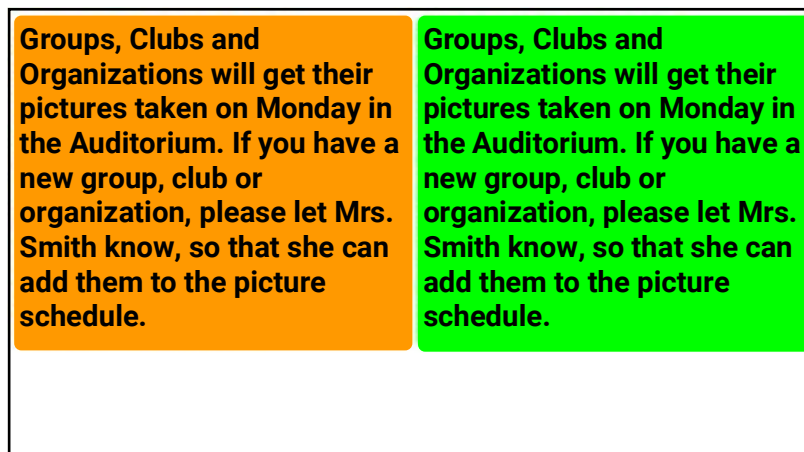 Groups, Clubs and
Organizations will get their
pictures taken on Monday in
the Auditorium. If you have a
new group, club or
organization, please let Mrs.
Smith know, so that she can
add them to the picture
schedule.
Groups, Clubs and
Organizations will get their
pictures taken on Monday in
the Auditorium. If you have a
new group, club or
organization, please let Mrs.
Smith know, so that she can
add them to the picture
schedule.